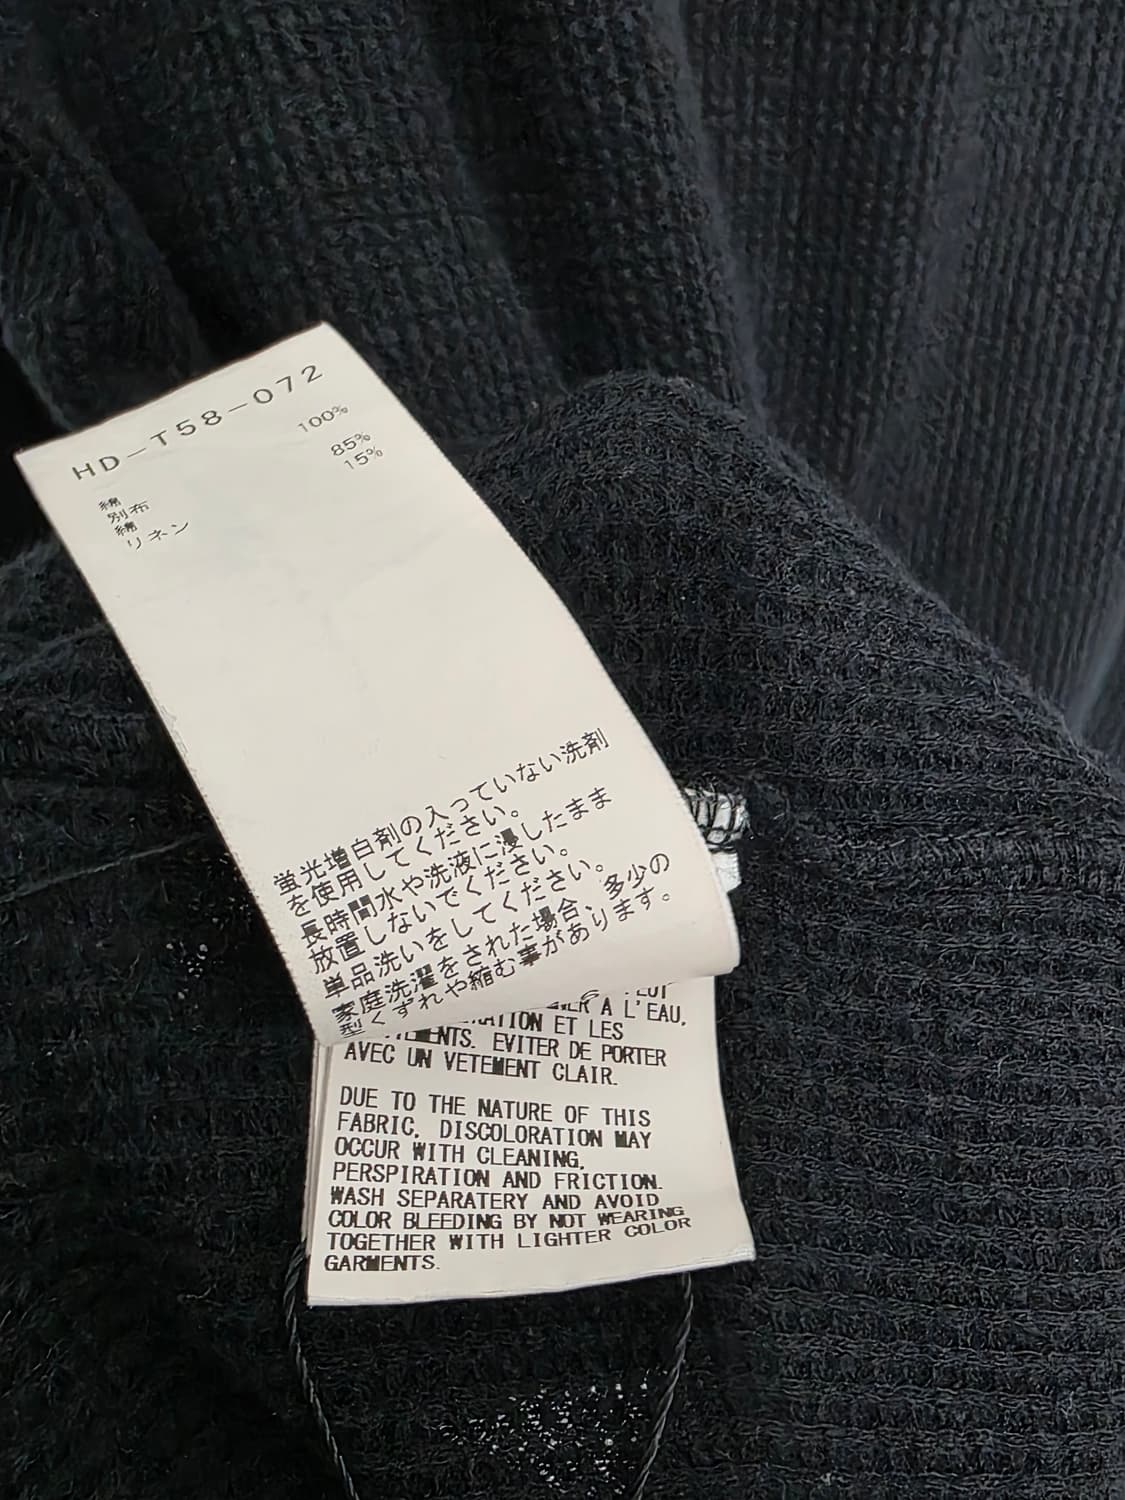 HD-T58-072
綿 100%
別布
綿 85%
リネン 15%
蛍光増白剤の入っていない洗剤
を使用してください。
長時間水や洗液に浸したまま
放置しないでください。
単品洗いをしてください。
家庭洗濯をされた場合、多少の
型くずれや縮む事があります。
PEUT
A L'EAU,
ET LES
EVITER DE PORTER
AVEC UN VETEMENT CLAIR.
DUE TO THE NATURE OF THIS
FABRIC, DISCOLORATION MAY
OCCUR WITH CLEANING,
PERSPIRATION AND FRICTION.
WASH SEPARATERY AND AVOID
COLOR BLEEDING BY NOT WEARING
TOGETHER WITH LIGHTER COLOR
GARMENTS.